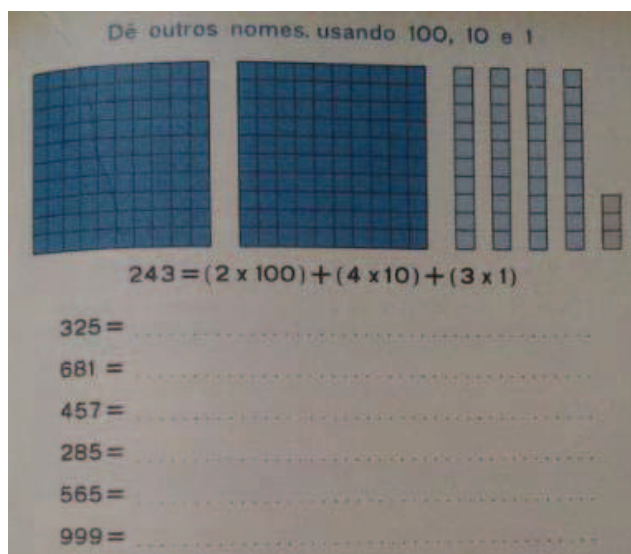 Dê outros nomes. usando 100, 10 e 1
243 = (2 x 100) + (4 x 10) + (3 x 1)
325 = ........................................
681 = ........................................
457 = ........................................
285 = ........................................
565 = ........................................
999 = ........................................